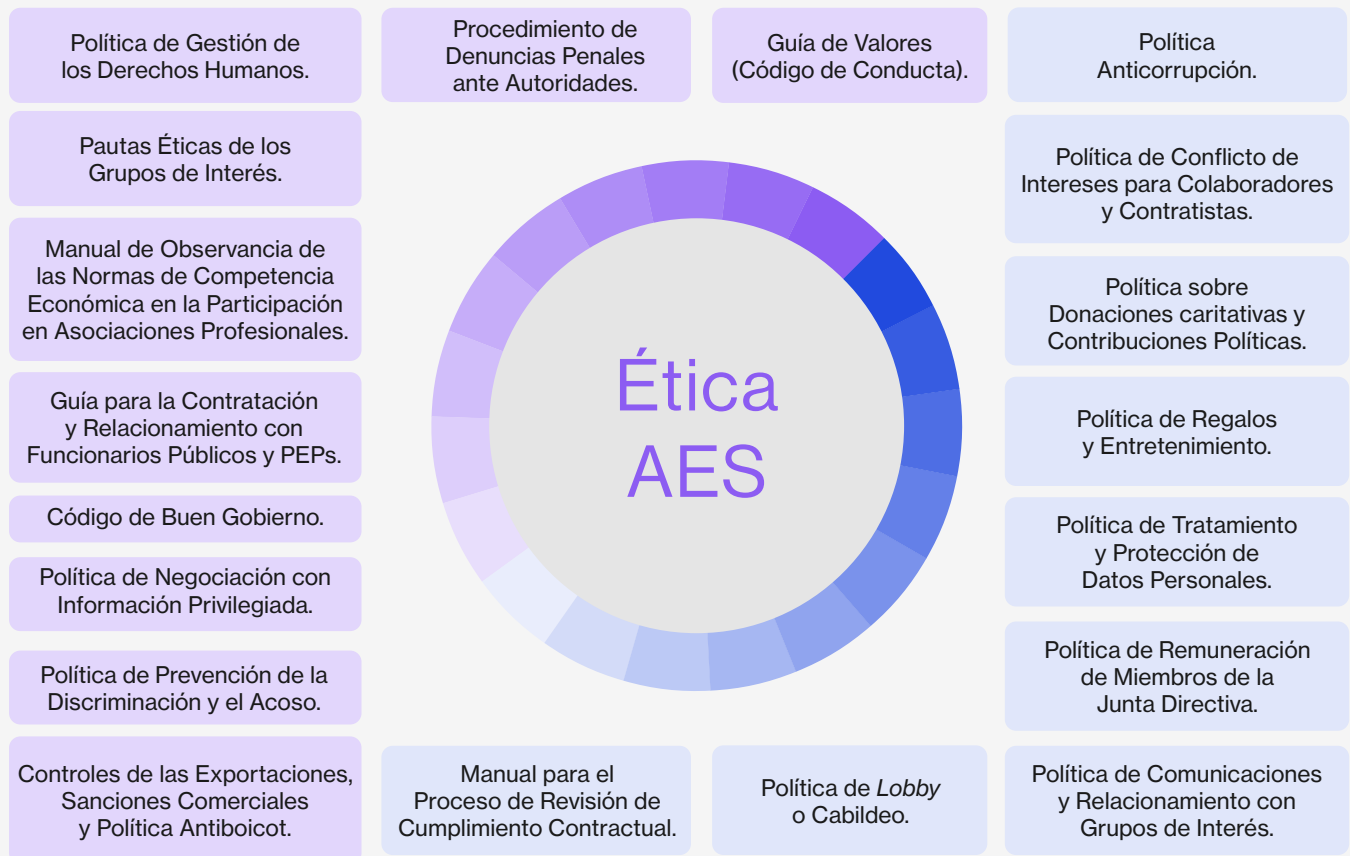 Política de Gestión de
los Derechos Humanos.
Procedimiento de
Denuncias Penales
ante Autoridades.
Guía de Valores
(Código de Conducta).
Política
Anticorrupción.
Pautas Éticas de los
Grupos de Interés.
Manual de Observancia de
las Normas de Competencia
Económica en la Participación
en Asociaciones Profesionales.
Guía para la Contratación
y Relacionamiento con
Funcionarios Públicos y PEPs.
Código de Buen Gobierno.
Política de Negociación con
Información Privilegiada.
Política de Prevención de la
Discriminación y el Acoso.
Controles de las Exportaciones,
Sanciones Comerciales
y Política Antiboicot.
Ética
AES
Política de Conflicto de
Intereses para Colaboradores
y Contratistas.
Política sobre
Donaciones caritativas y
Contribuciones Políticas.
Política de Regalos
y Entretenimiento.
Política de Tratamiento
y Protección de
Datos Personales.
Política de Remuneración
de Miembros de la
Junta Directiva.
Manual para el
Proceso de Revisión de
Cumplimiento Contractual.
Política de Lobby
o Cabildeo.
Política de Comunicaciones
y Relacionamiento con
Grupos de Interés.